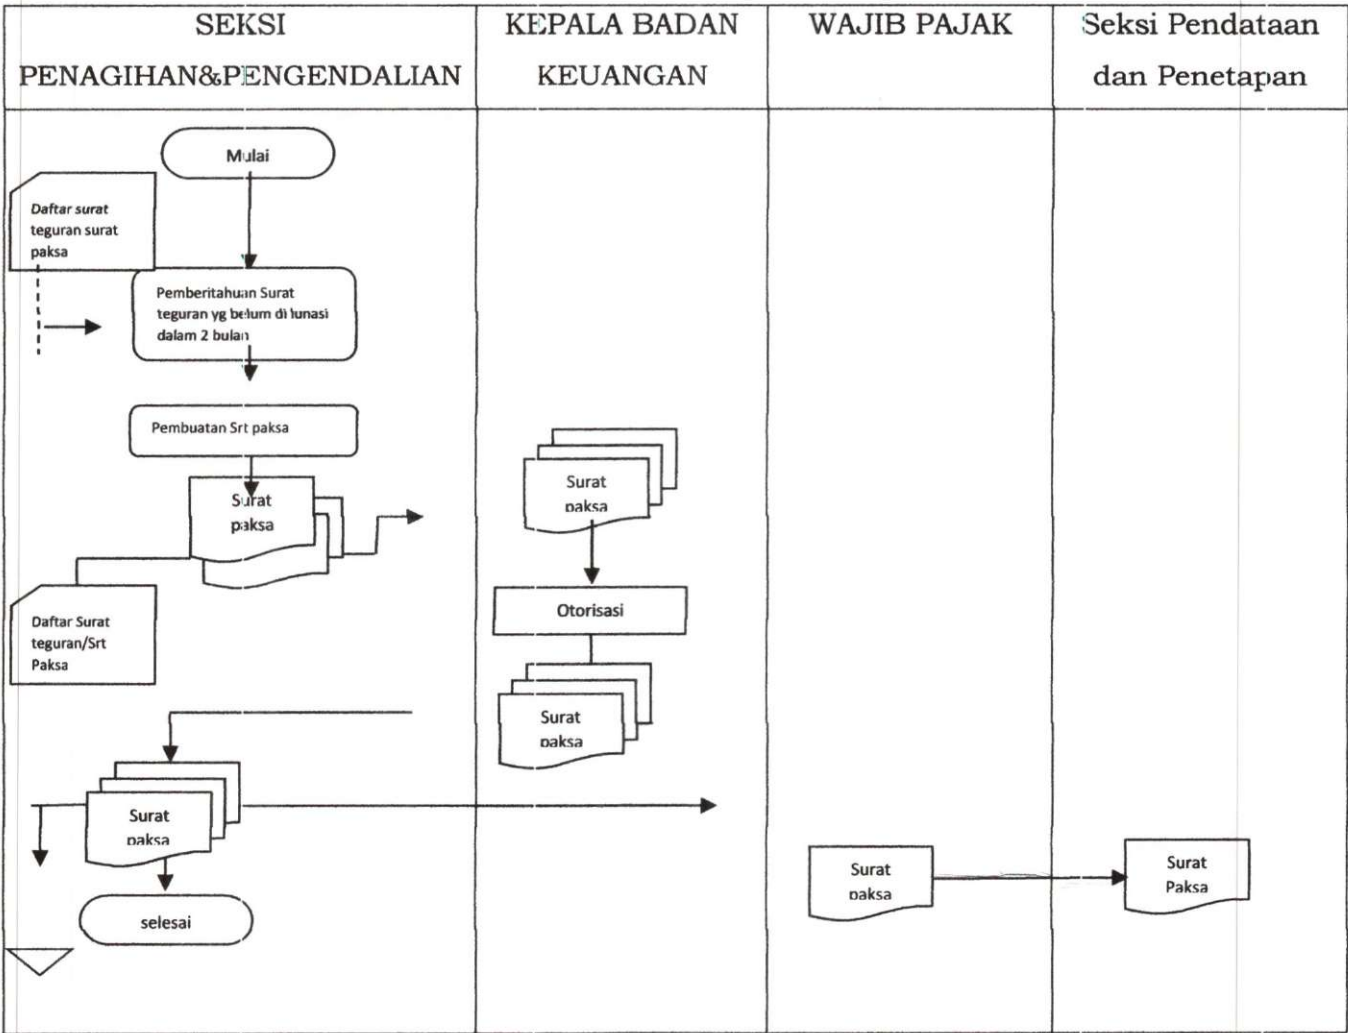 SEKSI
PENAGIHAN&PENGENDALIAN
KEPALA BADAN
KEUANGAN
WAJIB PAJAK
Seksi Pendataan
dan Penetapan
Mulai
Daftar surat
teguran surat
paksa
Pemberitahuan Surat
teguran yg belum di lunasi
dalam 2 bulan
Pembuatan Srt paksa
Surat
paksa
Daftar Surat
teguran/Srt
Paksa
Surat
paksa
selesai
Surat
paksa
Otorisasi
Surat
paksa
Surat
paksa
Surat
Paksa